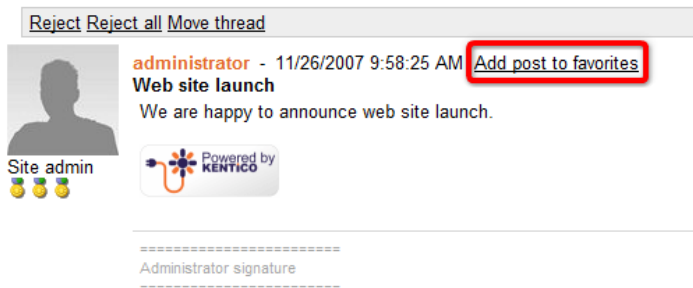 Reject Reject all Move thread
administrator - 11/26/2007 9:58:25 AM Add post to favorites
Web site launch
We are happy to announce web site launch.
Site admin
Powered by
KENTICO
========================
Administrator signature
------------------------